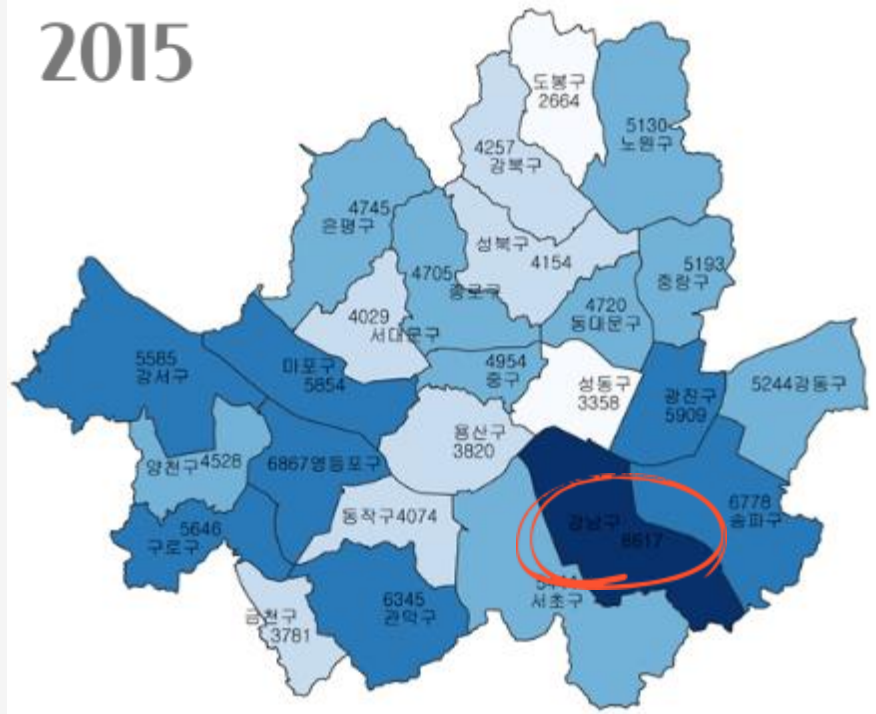 2015
도봉구
2664
5130
노원구
4257
강북구
4745
은평구
성북구
4154
5193
중랑구
4705
종로구
4720
동대문구
4029
서대문구
5585
강서구
마포구
5854
4954
중구
성동구
3358
광진구
5909
5244강동구
용산구
3820
양천구4528
6867영등포구
6778
송파구
동작구4074
강남구
8617
5646
구로구
서초구
6345
관악구
금천구
3781